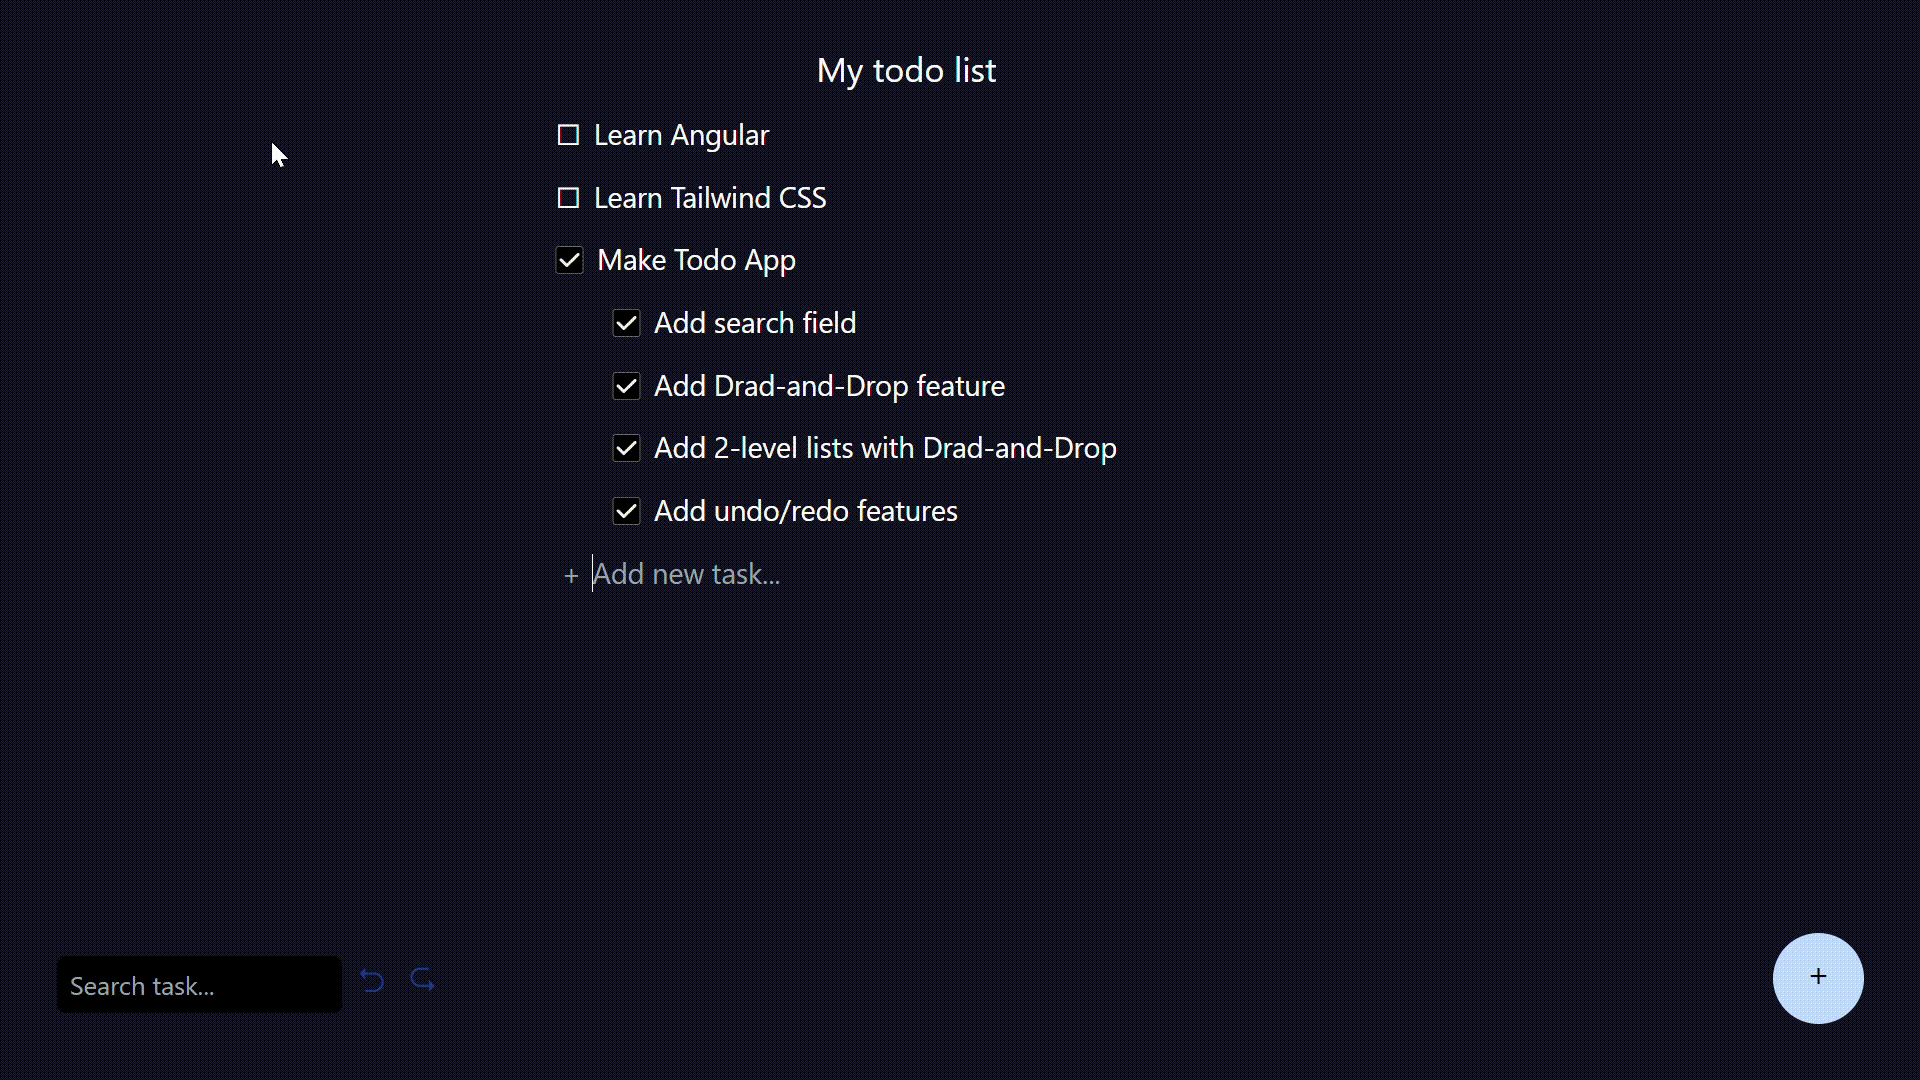 My todo list
Learn Angular
Learn Tailwind CSS
Make Todo App
Add search field
Add Drad-and-Drop feature
Add 2-level lists with Drad-and-Drop
Add undo/redo features
+ Add new task...
Search task...
+